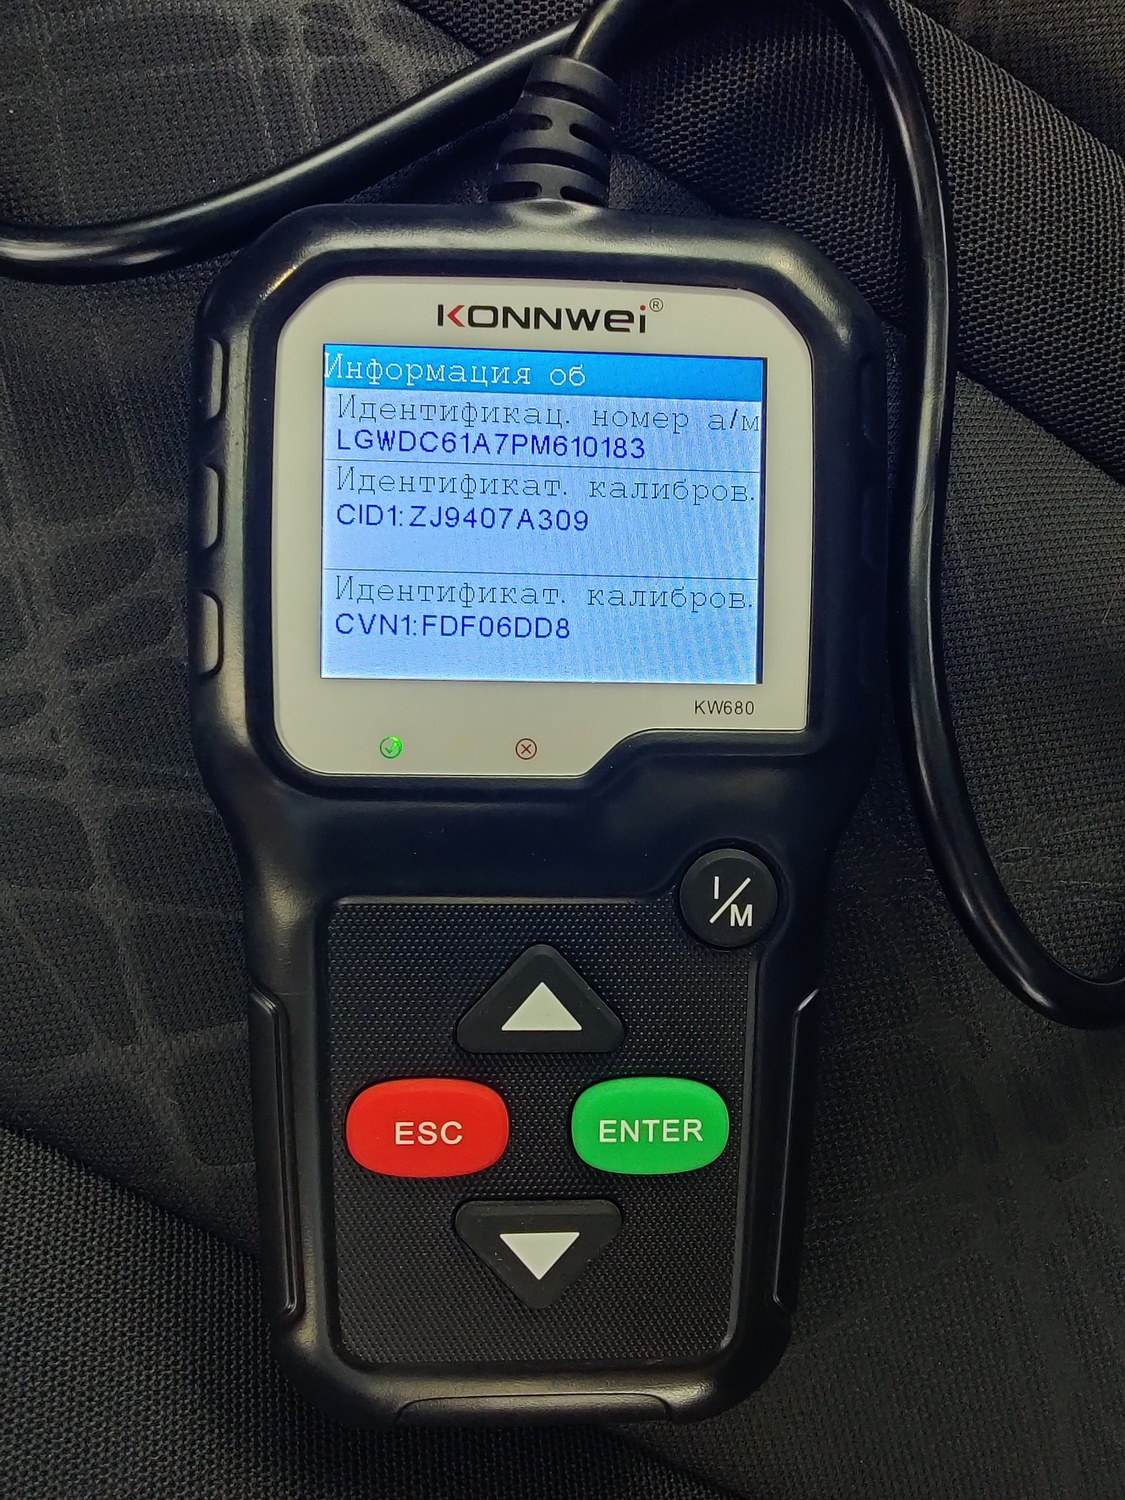 KONNWEI®
Информация об
Идентификац. номер а/м
LGWDC61A7PM610183
Идентификат. калибров.
CID1:ZJ9407A309
Идентификат. калибров.
CVN1:FDF06DD8
KW680
I/M
ESC
ENTER